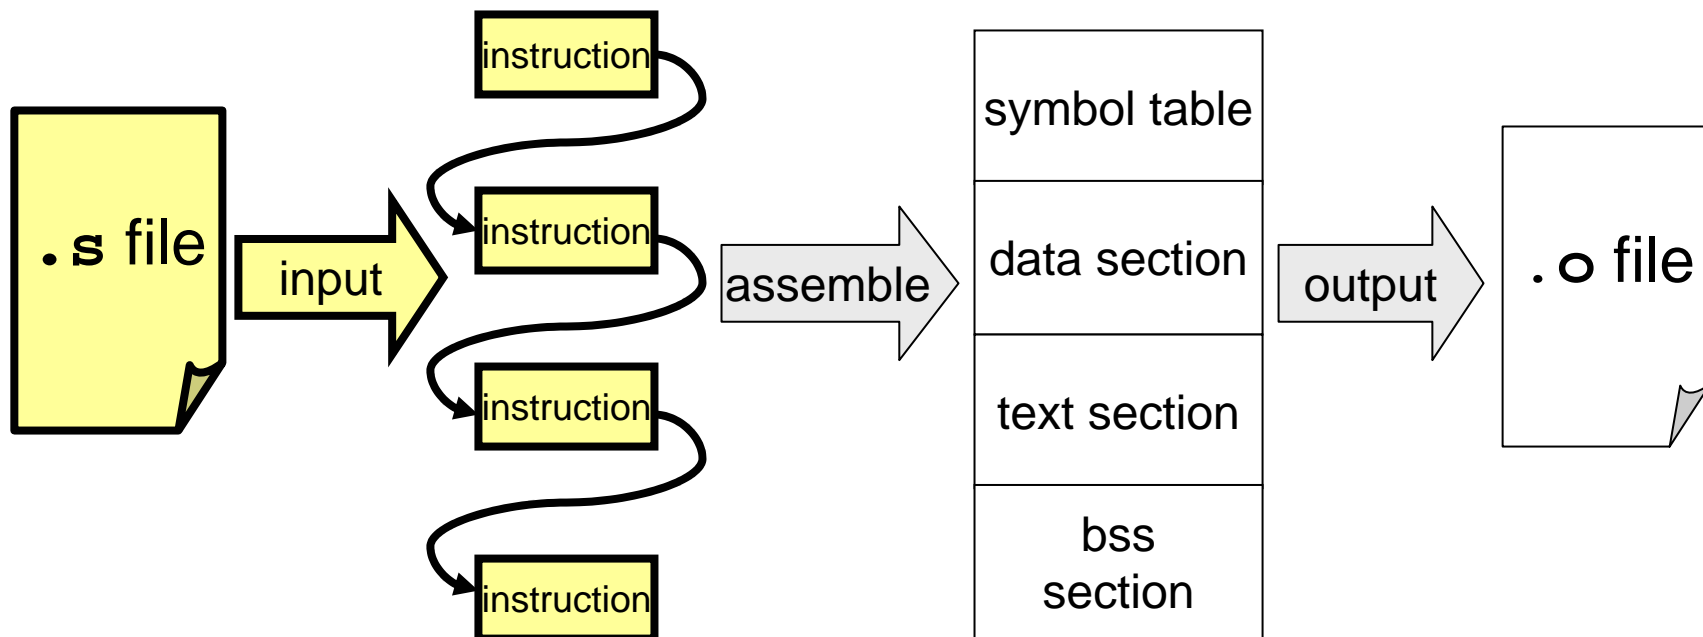 .s file
input
instruction
instruction
instruction
instruction
assemble
symbol table
data section
text section
bss
section
output
.o file